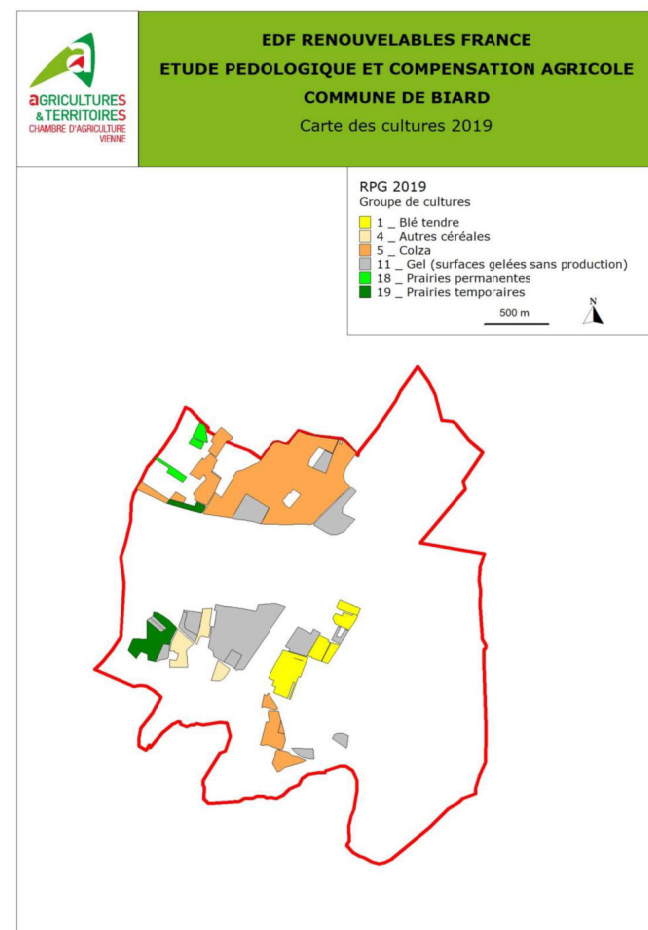 aGRICULTURES
& TERRITOIRES
CHAMBRE D'AGRICULTURE
VIENNE
EDF RENOUVELABLES FRANCE
ETUDE PEDOLOGIQUE ET COMPENSATION AGRICOLE
COMMUNE DE BIARD
Carte des cultures 2019
RPG 2019
Groupe de cultures
1 _ Blé tendre
4 _ Autres céréales
5 _ Colza
11 _ Gel (surfaces gelées sans production)
18 _ Prairies permanentes
19 _ Prairies temporaires
500 m
N